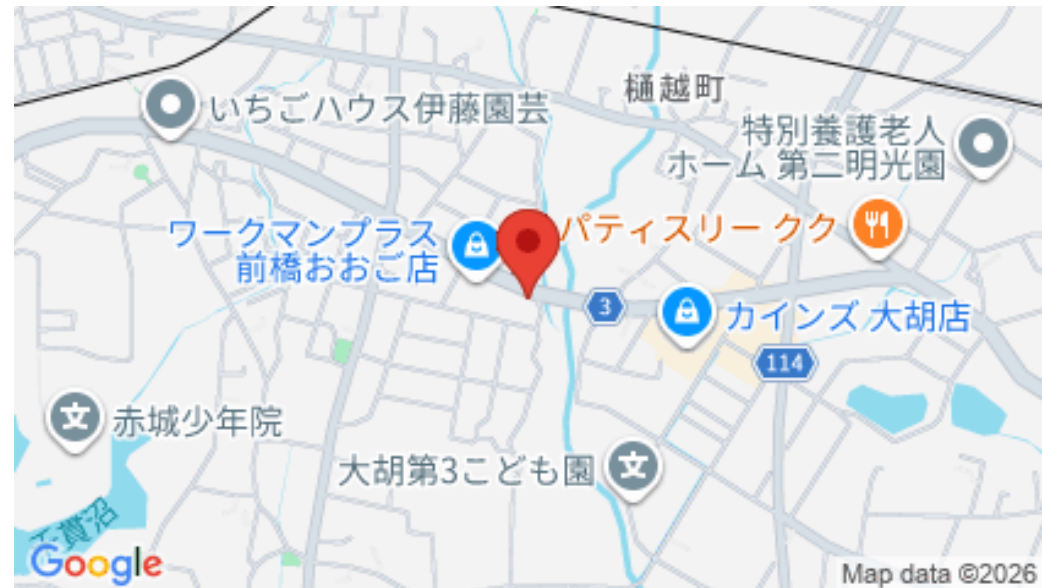 樋越町
いちごハウス伊藤園芸
特別養護老人
ホーム 第二明光園
パティスリー クク
ワークマンプラス
前橋おおご店
3
カインズ 大胡店
114
赤城少年院
大胡第3こども園
千貫沼
Google
Map data ©2026